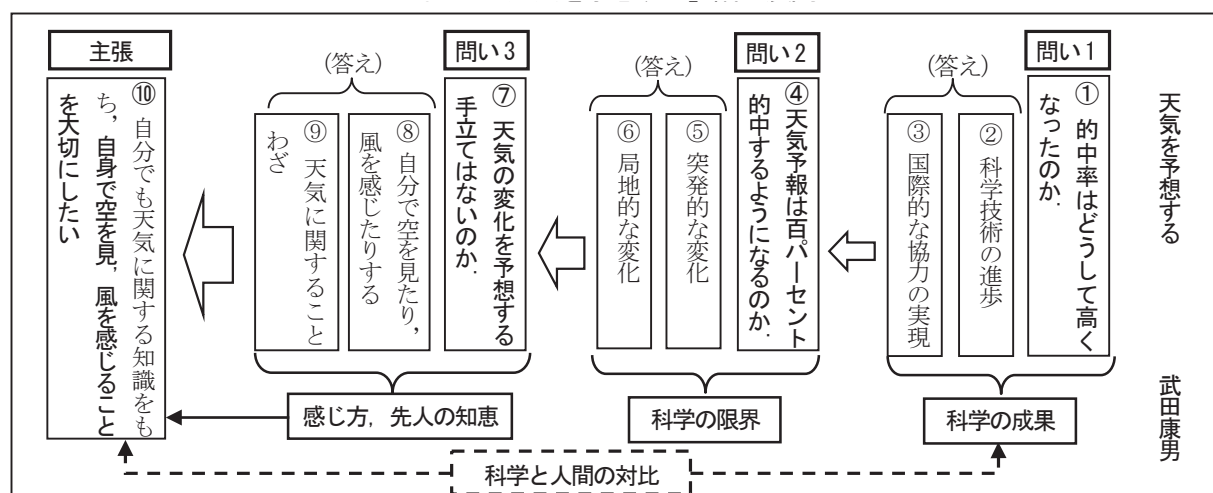 天気を予想する
武田康男
問い1
① 的中率はどうして高く
なったのか.
(答え)
② 科学技術の進歩
③ 国際的な協力の実現
科学の成果
問い2
④天気予報は百パーセント
的中するようになるのか.
(答え)
⑤ 突発的な変化
⑥ 局地的な変化
科学の限界
問い3
⑦ 天気の変化を予想する
手立てはないのか.
(答え)
⑧ 自分で空を見たり,
風を感じたりする
⑨ 天気に関することと
わざ
感じ方, 先人の知恵
主張
⑩ 自分でも天気に関する知識をも
ち, 自身で空を見, 風を感じること
を大切にしたい
科学と人間の対比